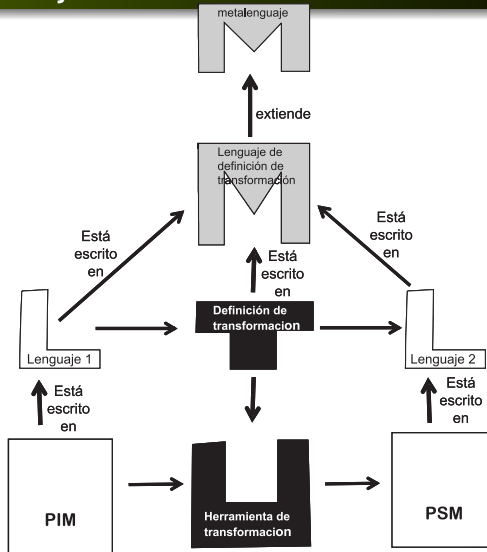 metalenguaje
extiende
Lenguaje de
definición de
transformación
Está
escrito
en
Está
escrito
en
Está
escrito
en
Definición de
transformacion
Lenguaje 1
Lenguaje 2
Está
escrito
en
Está
escrito
en
PIM
Herramienta de
transformacion
PSM